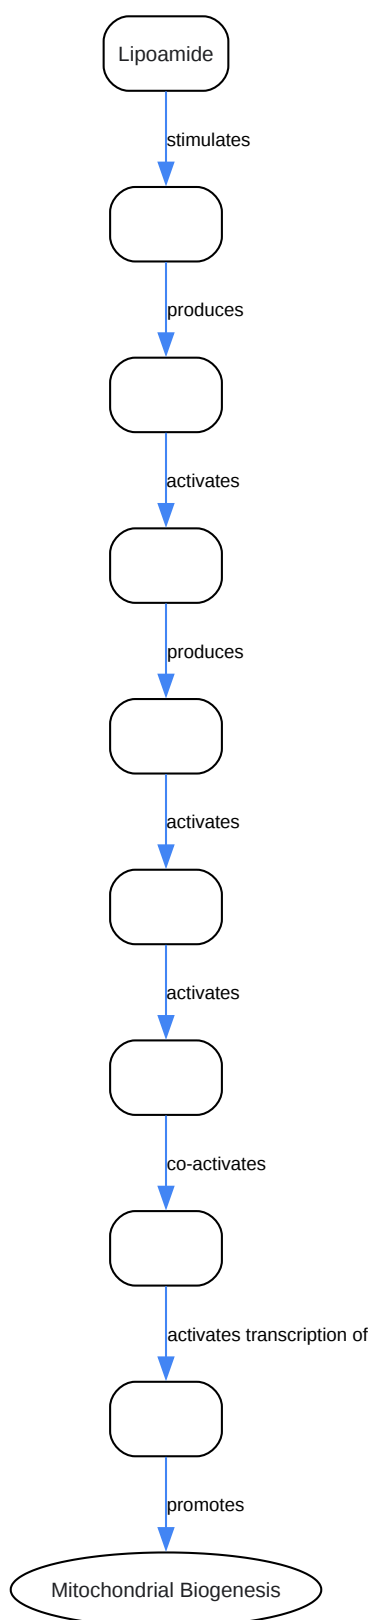 Lipoamide
stimulates
produces
activates
produces
activates
activates
co-activates
activates transcription of
promotes
Mitochondrial Biogenesis